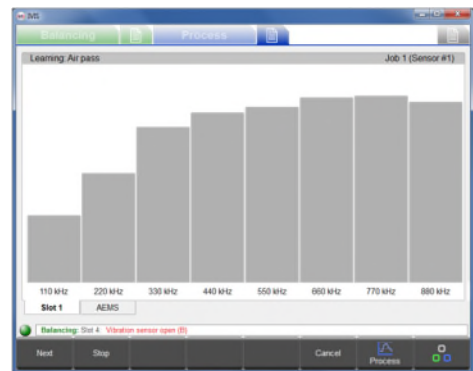 IMS
Balancing Process
Learning: Air pass Job 1 (Sensor #1)
110 kHz 220 kHz 330 kHz 440 kHz 550 kHz 660 kHz 770 kHz 880 kHz
Slot 1 AEMS
Balancing: Slot 4: Vibration sensor open (B)
Next Stop Cancel Process